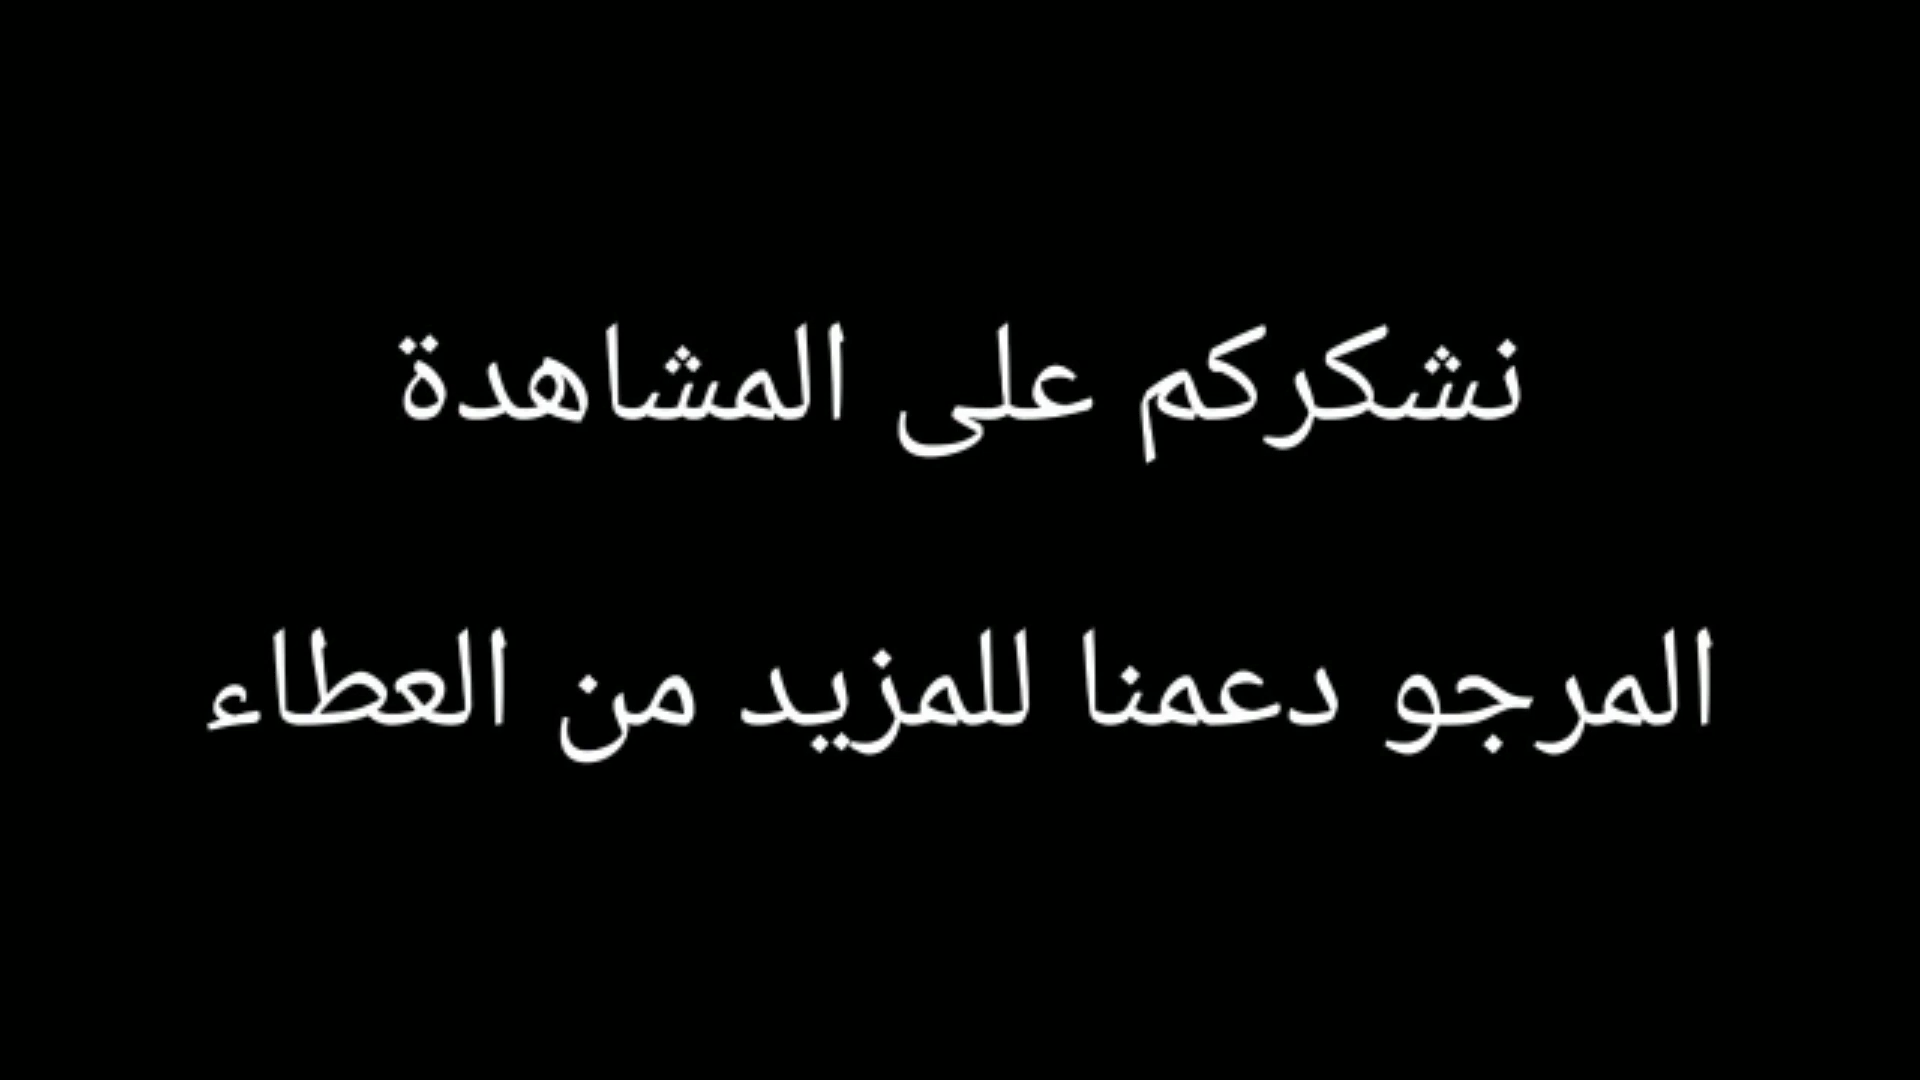 نشكركم على المشاهدة
المرجو دعمنا للمزيد من العطاء